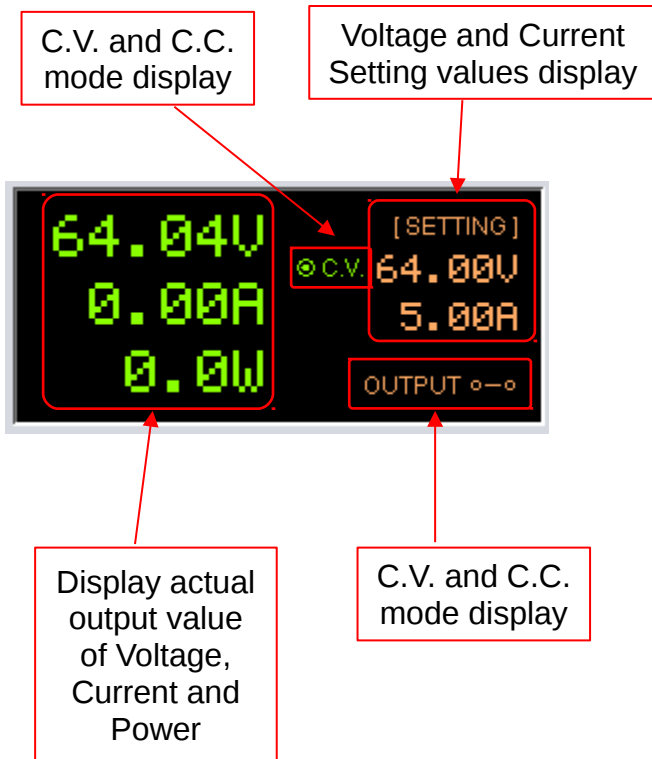 C.V. and C.C.
mode display
Voltage and Current
Setting values display
64.04V
0.00A
0.0W
C.V.
[SETTING]
64.00V
5.00A
OUTPUT
Display actual
output value
of Voltage,
Current and
Power
C.V. and C.C.
mode display